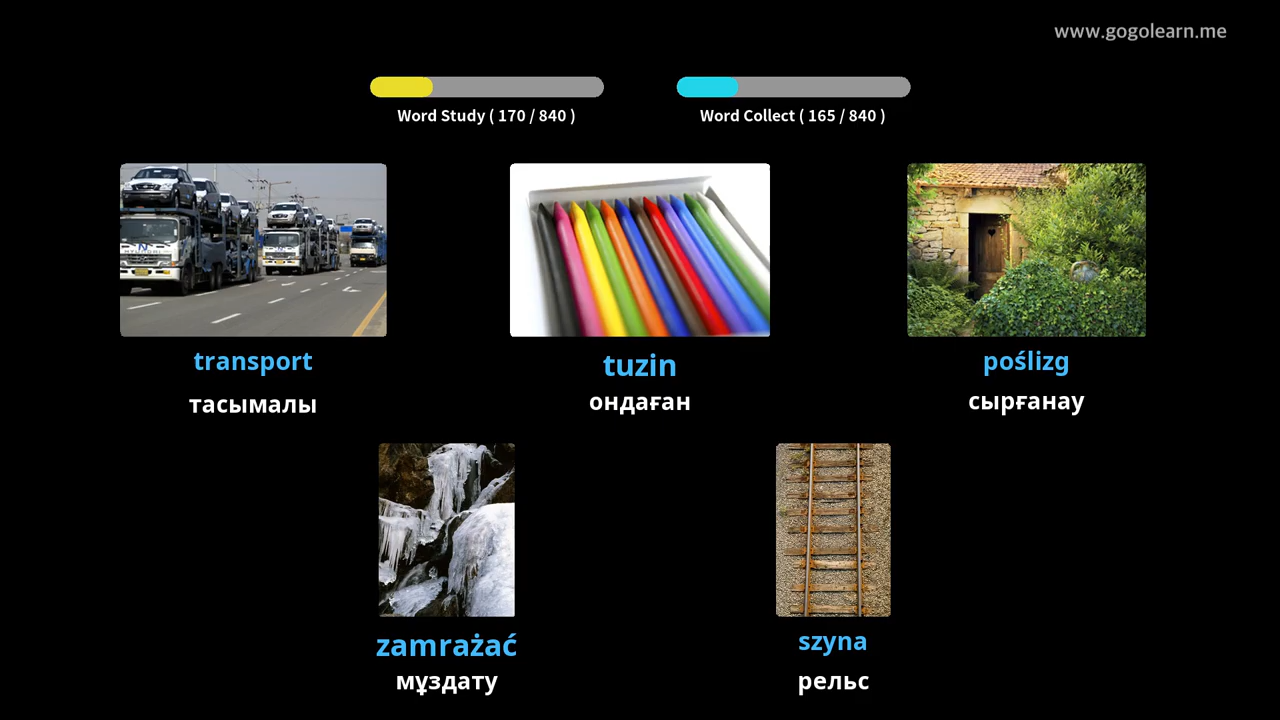 www.gogolearn.me
Word Study ( 170 / 840 )
Word Collect ( 165 / 840 )
transport
tuzin
poślizg
тасымалы
ондаған
сырғанау
zamrażać
szyna
мұздату
рельс